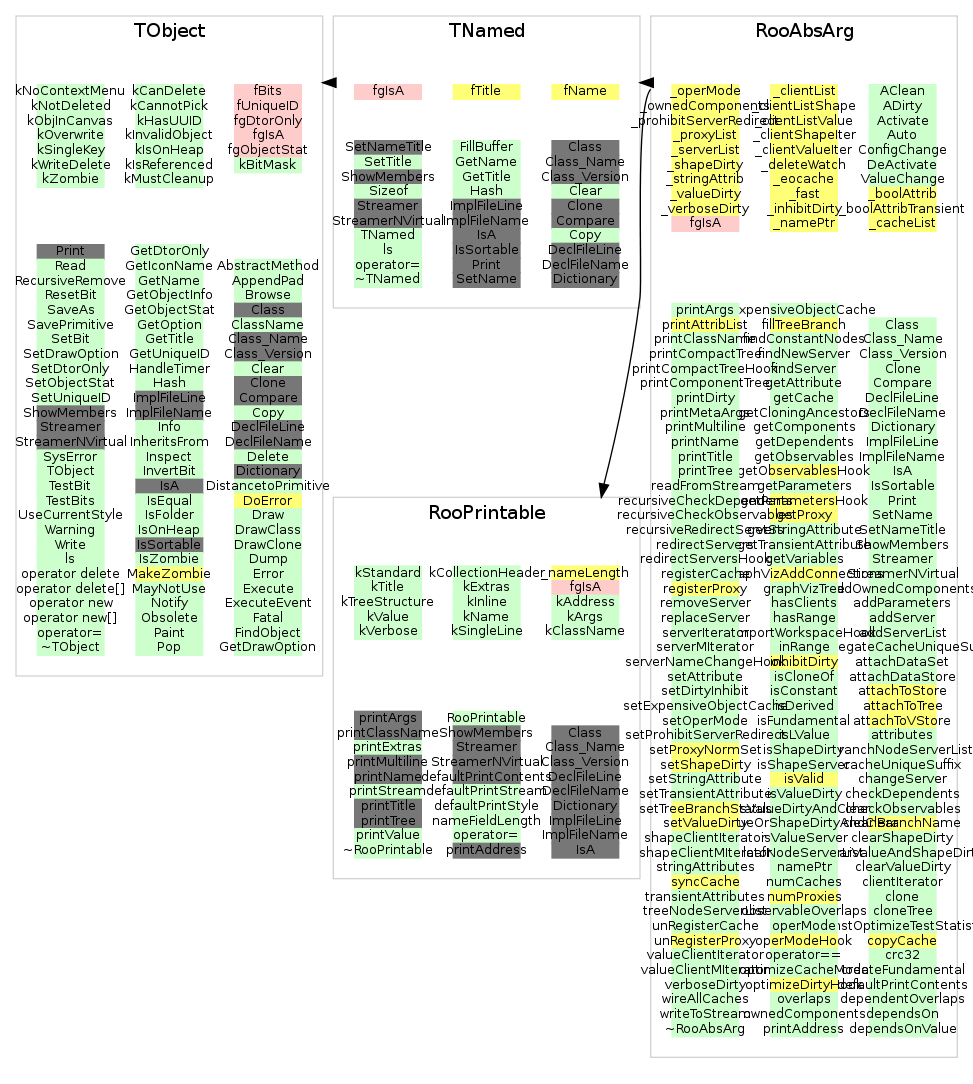 TObject
kNoContextMenu
kNotDeleted
kObjInCanvas
kOverwrite
kSingleKey
kWriteDelete
kZombie
kCanDelete
kCannotPick
kHasUUID
kInvalidObject
kIsOnHeap
kIsReferenced
kMustCleanup
fBits
fUniqueID
fgDtorOnly
fgIsA
fgObjectStat
kBitMask
Print
Read
RecursiveRemove
ResetBit
SaveAs
SavePrimitive
SetBit
SetDrawOption
SetDtorOnly
SetObjectStat
SetUniqueID
ShowMembers
Streamer
StreamerNVirtual
SysError
TObject
TestBit
TestBits
UseCurrentStyle
Warning
Write
ls
operator delete
operator delete[]
operator new
operator new[]
operator=
~TObject
GetDtorOnly
GetIconName
GetName
GetObjectInfo
GetObjectStat
GetOption
GetTitle
GetUniqueID
HandleTimer
Hash
ImplFileLine
ImplFileName
Info
InheritsFrom
Inspect
InvertBit
IsA
IsEqual
IsFolder
IsOnHeap
IsSortable
IsZombie
MakeZombie
MayNotUse
Notify
Obsolete
Paint
Pop
AbstractMethod
AppendPad
Browse
Class
ClassName
Class_Name
Class_Version
Clear
Clone
Compare
Copy
DeclFileLine
DeclFileName
Delete
Dictionary
DistancetoPrimitive
DoError
Draw
DrawClass
DrawClone
Dump
Error
Execute
ExecuteEvent
Fatal
FindObject
GetDrawOption
TNamed
fgIsA
fTitle
fName
SetNameTitle
SetTitle
ShowMembers
Sizeof
Streamer
StreamerNVirtual
TNamed
ls
operator=
~TNamed
FillBuffer
GetName
GetTitle
Hash
ImplFileLine
ImplFileName
IsA
IsSortable
Print
SetName
Class
Class_Name
Class_Version
Clear
Clone
Compare
Copy
DeclFileLine
DeclFileName
Dictionary
RooPrintable
kStandard
kTitle
kTreeStructure
kValue
kVerbose
kCollectionHeader
kExtras
kInline
kName
kSingleLine
_nameLength
fgIsA
kAddress
kArgs
kClassName
printArgs
printClassName
printExtras
printMultiline
printName
printStream
printTitle
printTree
printValue
~RooPrintable
RooPrintable
ShowMembers
Streamer
StreamerNVirtual
defaultPrintContents
defaultPrintStream
defaultPrintStyle
nameFieldLength
operator=
printAddress
Class
Class_Name
Class_Version
DeclFileLine
DeclFileName
Dictionary
ImplFileLine
ImplFileName
IsA
RooAbsArg
_operMode
_ownedComponents
_prohibitServerRedirect
_proxyList
_serverList
_shapeDirty
_stringAttrib
_valueDirty
_verboseDirty
fgIsA
_clientList
_clientListShape
_clientListValue
_clientShapeIter
_clientValueIter
_deleteWatch
_eocache
_fast
_inhibitDirty
_namePtr
AClean
ADirty
Activate
Auto
ConfigChange
DeActivate
ValueChange
_boolAttrib
_boolAttribTransient
_cacheList
printArgs
printAttribList
printClassName
printCompactTree
printCompactTreeHook
printComponentTree
printDirty
printMetaArgs
printMultiline
printName
printTitle
printTree
readFromStream
recursiveCheckDependents
recursiveCheckObservables
recursiveRedirectServers
redirectServers
redirectServersHook
registerCache
registerProxy
removeServer
replaceServer
serverIterator
serverMIterator
serverNameChangeHook
setAttribute
setDirtyInhibit
setExpensiveObjectCache
setOperMode
setProhibitServerRedirect
setProxyNormSet
setShapeDirty
setStringAttribute
setTransientAttribute
setTreeBranchStatus
setValueDirty
shapeClientIterator
shapeClientMIterator
stringAttributes
syncCache
transientAttributes
treeNodeServerList
unRegisterCache
unRegisterProxy
valueClientIterator
valueClientMIterator
verboseDirty
wireAllCaches
writeToStream
~RooAbsArg
xpensiveObjectCache
fillTreeBranch
findConstantNodes
findNewServer
findServer
getAttribute
getCache
getCloningAncestors
getComponents
getDependents
getObservables
getObservablesHook
getParameters
getParametersHook
getProxy
getStringAttribute
getTransientAttribute
getVariables
aphVizAddConnections
graphVizTree
hasClients
hasRange
mportWorkspaceHook
inRange
inhibitDirty
isCloneOf
isConstant
isDerived
isFundamental
isLValue
isShapeDirty
isShapeServer
isValid
isValueDirty
isValueDirtyAndClear
ueOrShapeDirtyAndClear
isValueServer
leafNodeServerList
namePtr
numCaches
numProxies
observableOverlaps
operMode
operModeHook
operator==
optimizeCacheMode
optimizeDirtyHook
overlaps
ownedComponents
printAddress
Class
Class_Name
Class_Version
Clone
Compare
DeclFileLine
DeclFileName
Dictionary
ImplFileLine
ImplFileName
IsA
IsSortable
Print
SetName
SetNameTitle
ShowMembers
Streamer
StreamerNVirtual
ddOwnedComponents
addParameters
addServer
addServerList
egateCacheUniqueSu
attachDataSet
attachDataStore
attachToStore
attachToTree
attachToVStore
attributes
ranchNodeServerList
cacheUniqueSuffix
changeServer
checkDependents
checkObservables
cleanBranchName
clearShapeDirty
rValueAndShapeDirt
clearValueDirty
clientIterator
clone
cloneTree
nstOptimizeTestStatist
copyCache
crc32
createFundamental
defaultPrintContents
dependentOverlaps
dependsOn
dependsOnValue